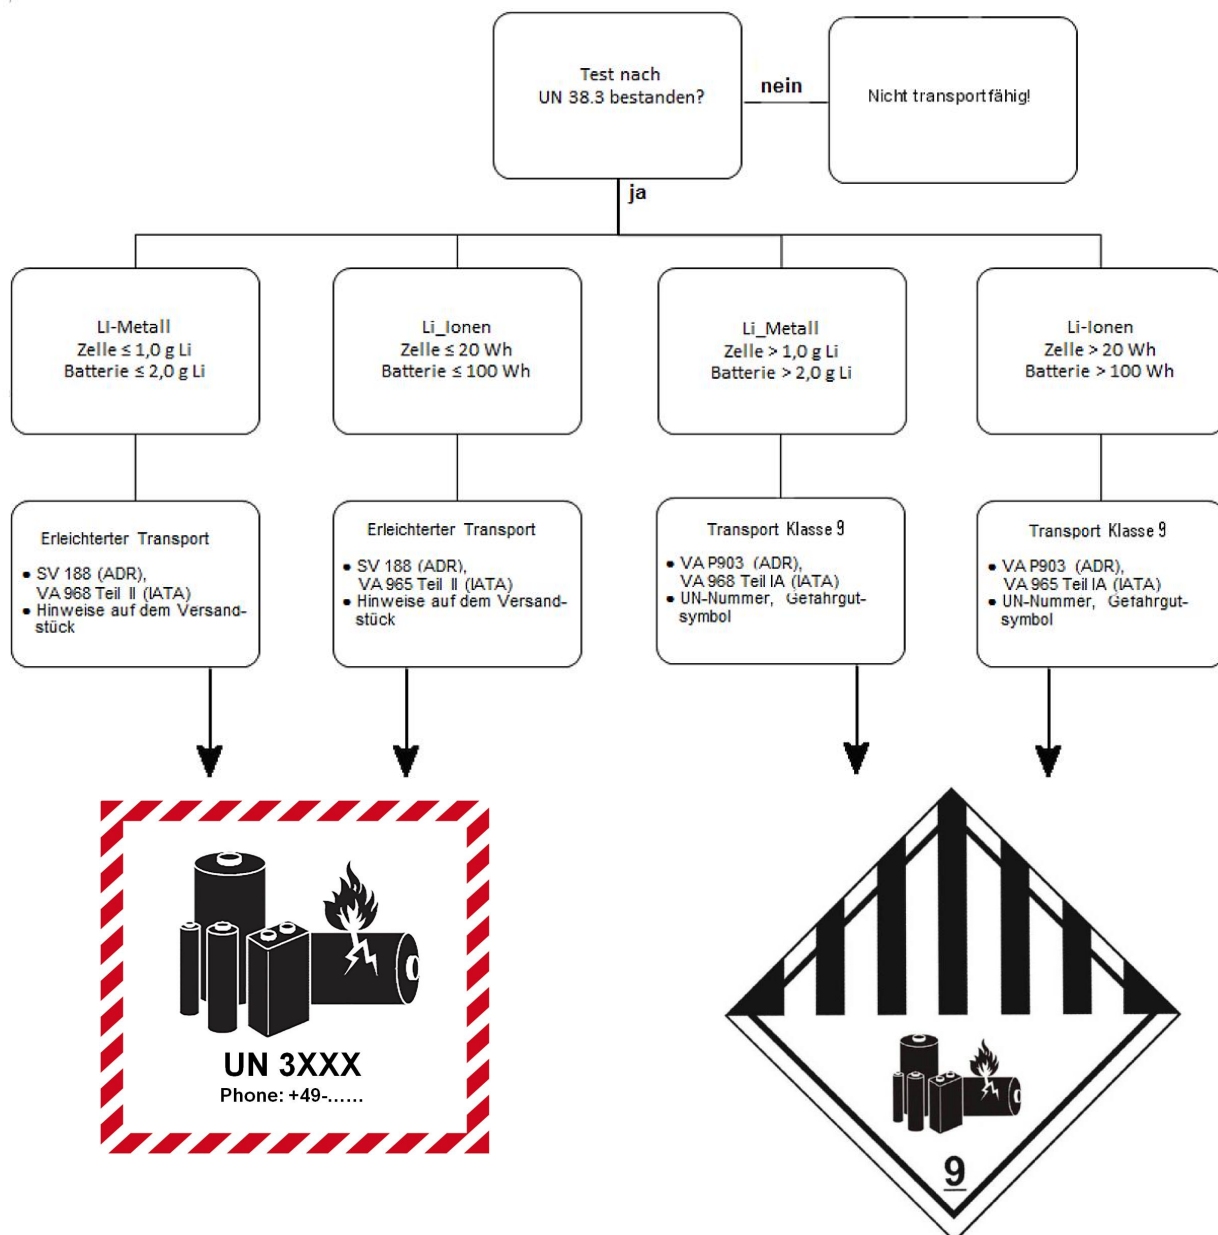 Test nach
UN 38.3 bestanden?
nein
Nicht transportfähig!
ja
LI-Metall
Zelle ≤ 1,0 g Li
Batterie ≤ 2,0 g Li
Li_Ionen
Zelle ≤ 20 Wh
Batterie ≤ 100 Wh
Li_Metall
Zelle > 1,0 g Li
Batterie > 2,0 g Li
Li-Ionen
Zelle > 20 Wh
Batterie > 100 Wh
Erleichterter Transport
● SV 188 (ADR),
VA 968 Teil II (IATA)
● Hinweise auf dem Versand-
stück
Erleichterter Transport
● SV 188 (ADR),
VA 965 Teil II (IATA)
● Hinweise auf dem Versand-
stück
Transport Klasse 9
● VA P903 (ADR),
VA 968 Teil IA (IATA)
● UN-Nummer, Gefahrgut-
symbol
Transport Klasse 9
● VA P903 (ADR),
VA 965 Teil IA (IATA)
● UN-Nummer, Gefahrgut-
symbol
UN 3XXX
Phone: +49-......
9